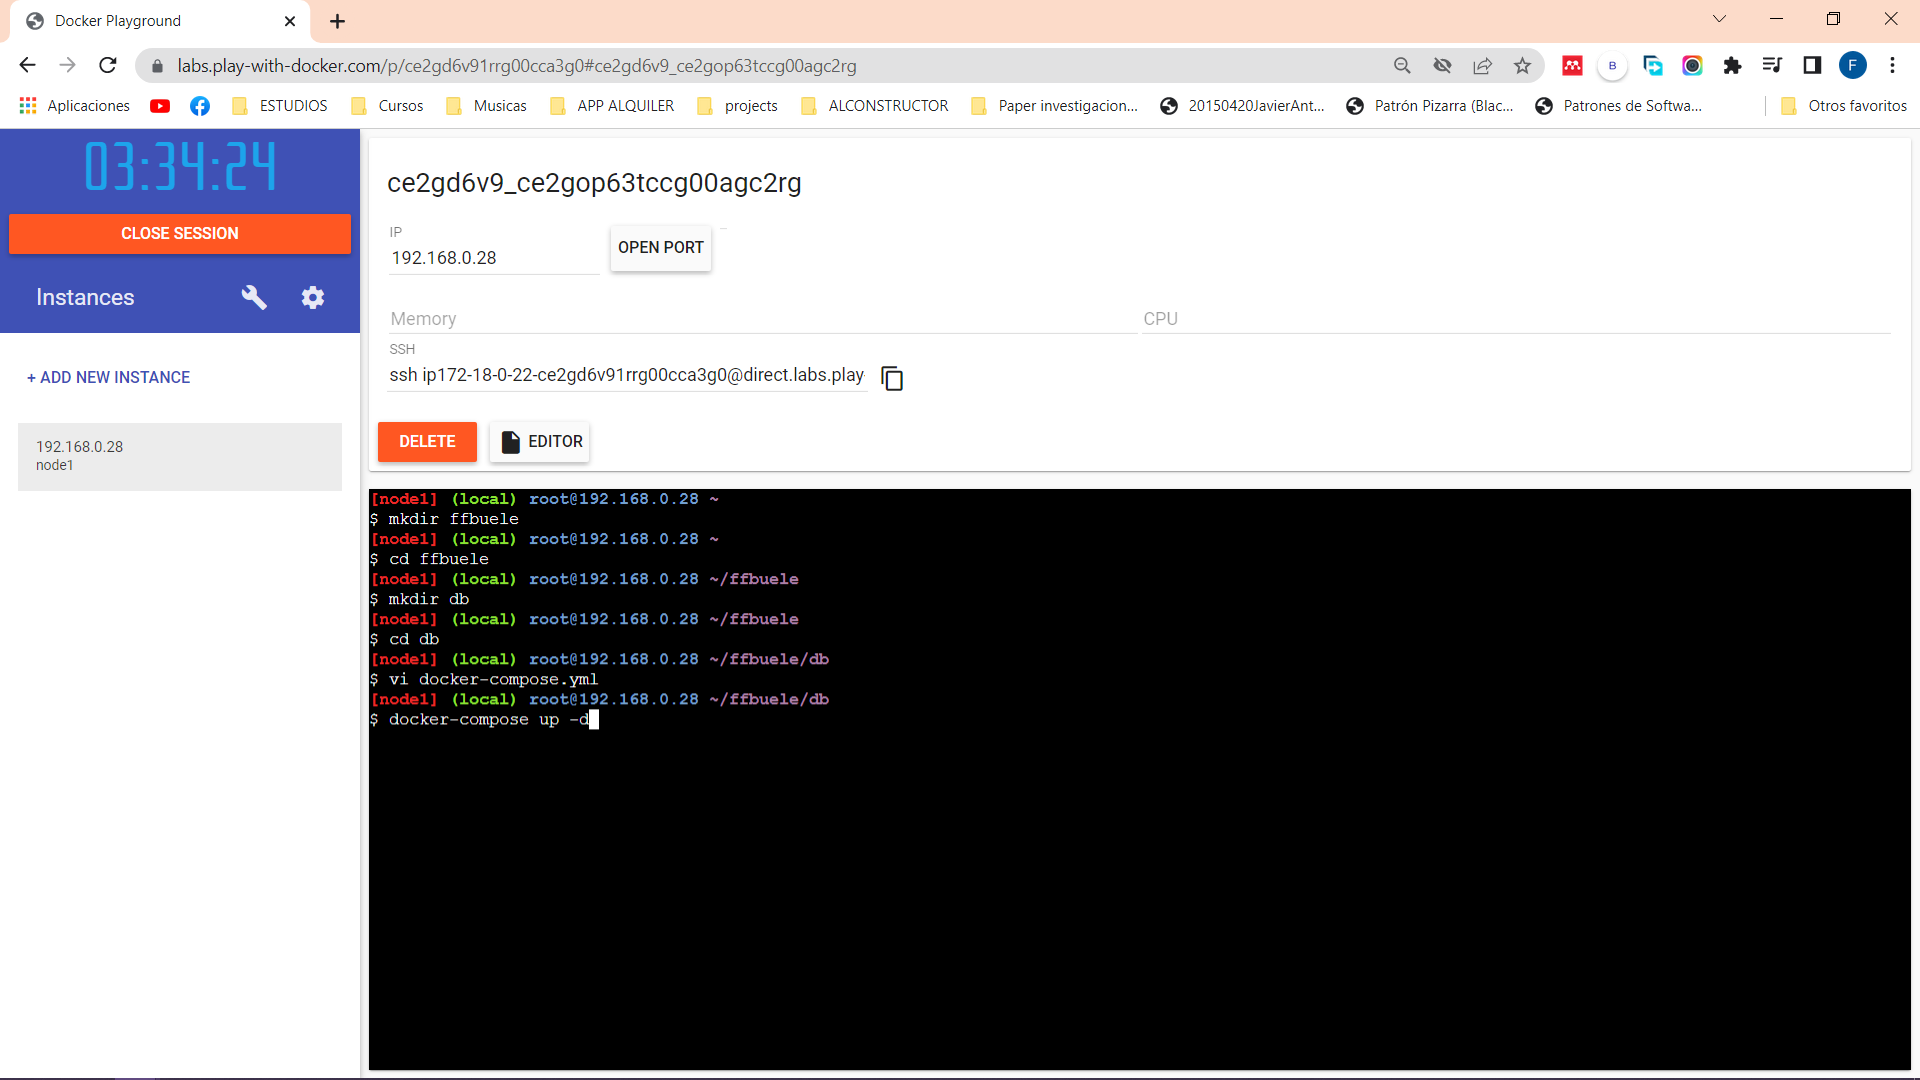 Docker Playground
labs.play-with-docker.com/p/ce2gd6v91rrg00cca3g0#ce2gd6v9_ce2gop63tccg00agc2rg
B
F
Aplicaciones
ESTUDIOS
Cursos
Musicas
APP ALQUILER
projects
ALCONSTRUCTOR
Paper investigacion...
20150420JavierAnt...
Patrón Pizarra (Blac...
Patrones de Softwa...
Otros favoritos
03:34:24
CLOSE SESSION
Instances
+ ADD NEW INSTANCE
192.168.0.28
node1
ce2gd6v9_ce2gop63tccg00agc2rg
IP
192.168.0.28
OPEN PORT
Memory
CPU
SSH
ssh ip172-18-0-22-ce2gd6v91rrg00cca3g0@direct.labs.play
DELETE
EDITOR
[node1] (local) root@192.168.0.28 ~
$ mkdir ffbuele
[node1] (local) root@192.168.0.28 ~
$ cd ffbuele
[node1] (local) root@192.168.0.28 ~/ffbuele
$ mkdir db
[node1] (local) root@192.168.0.28 ~/ffbuele
$ cd db
[node1] (local) root@192.168.0.28 ~/ffbuele/db
$ vi docker-compose.yml
[node1] (local) root@192.168.0.28 ~/ffbuele/db
$ docker-compose up -d